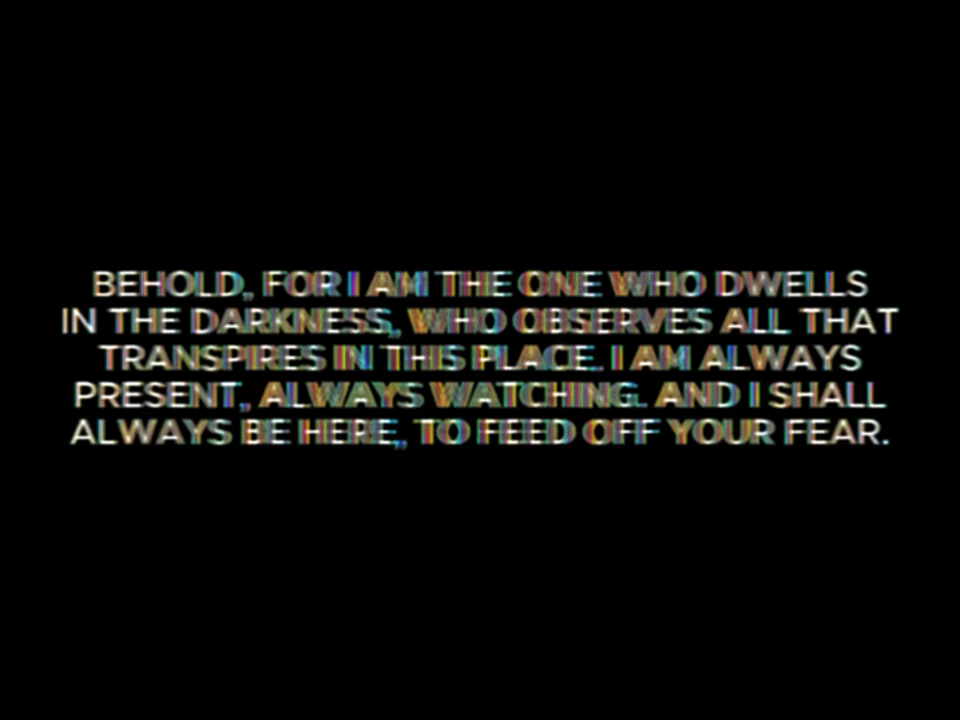 BEHOLD, FOR I AM THE ONE WHO DWELLS
IN THE DARKNESS, WHO OBSERVES ALL THAT
TRANSPIRES IN THIS PLACE. I AM ALWAYS
PRESENT, ALWAYS WATCHING. AND I SHALL
ALWAYS BE HERE, TO FEED OFF YOUR FEAR.